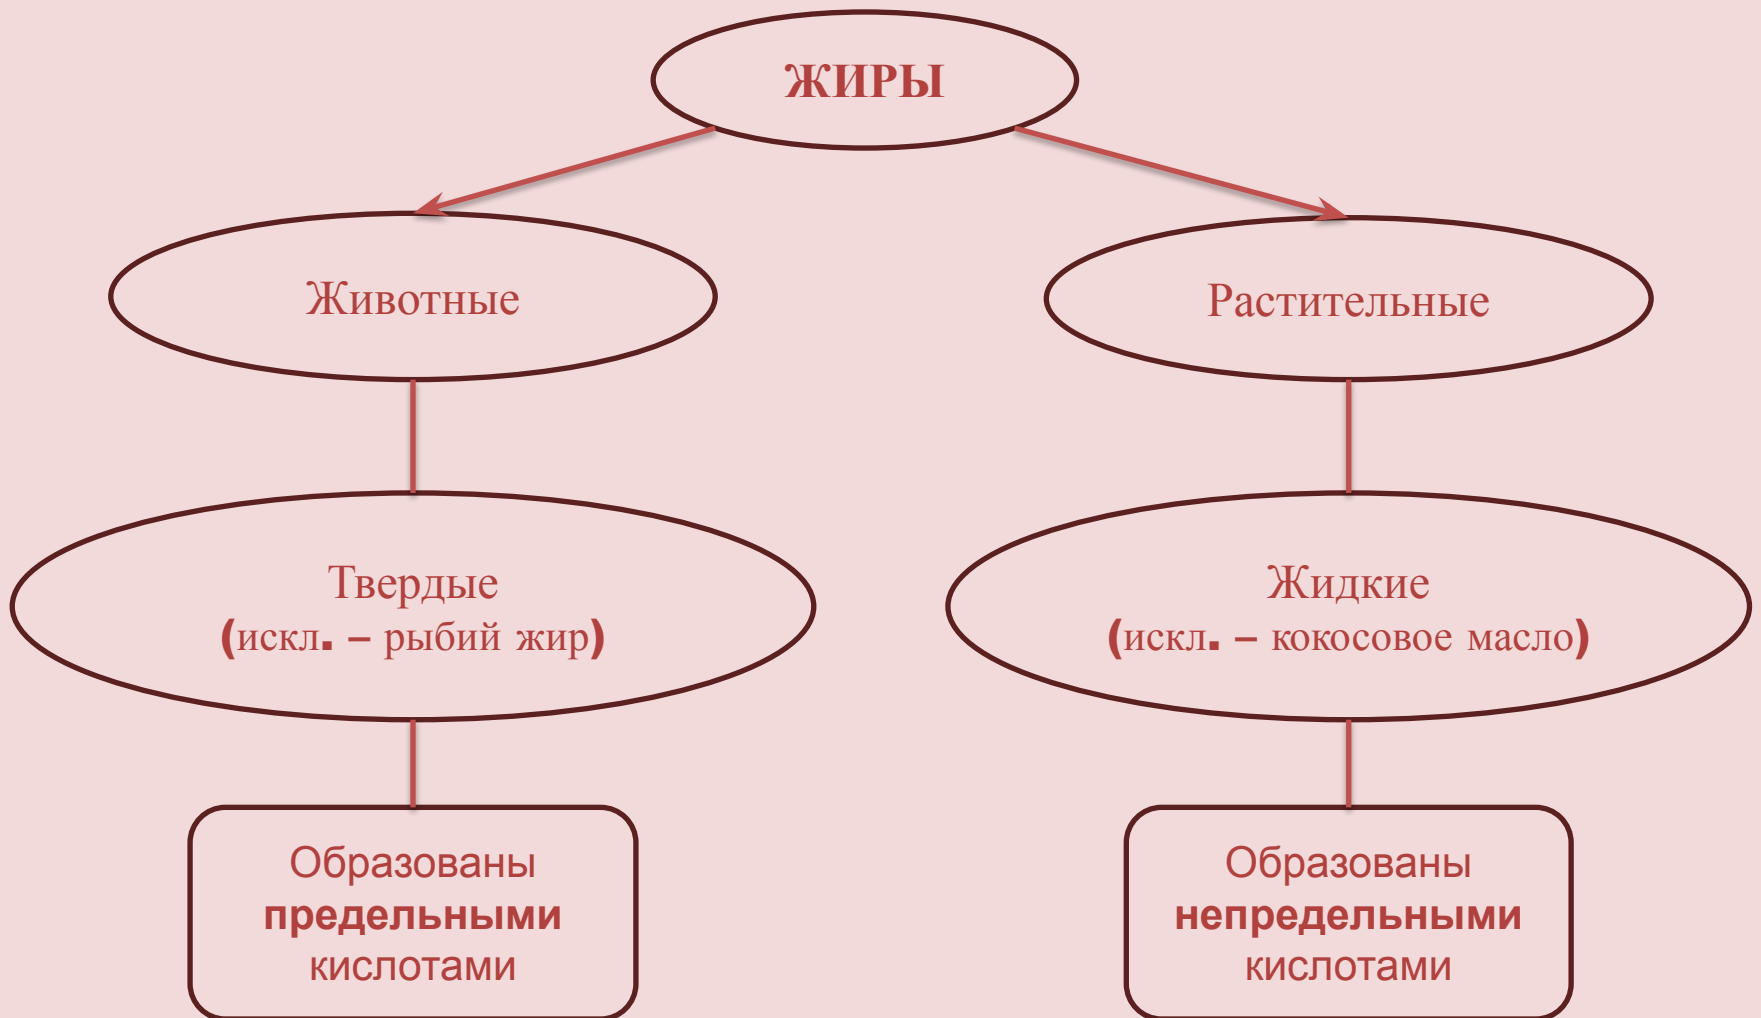 ЖИРЫ
Животные
Растительные
Твердые
(искл. – рыбий жир)
Жидкие
(искл. – кокосовое масло)
Образованы
предельными
кислотами
Образованы
непредельными
кислотами